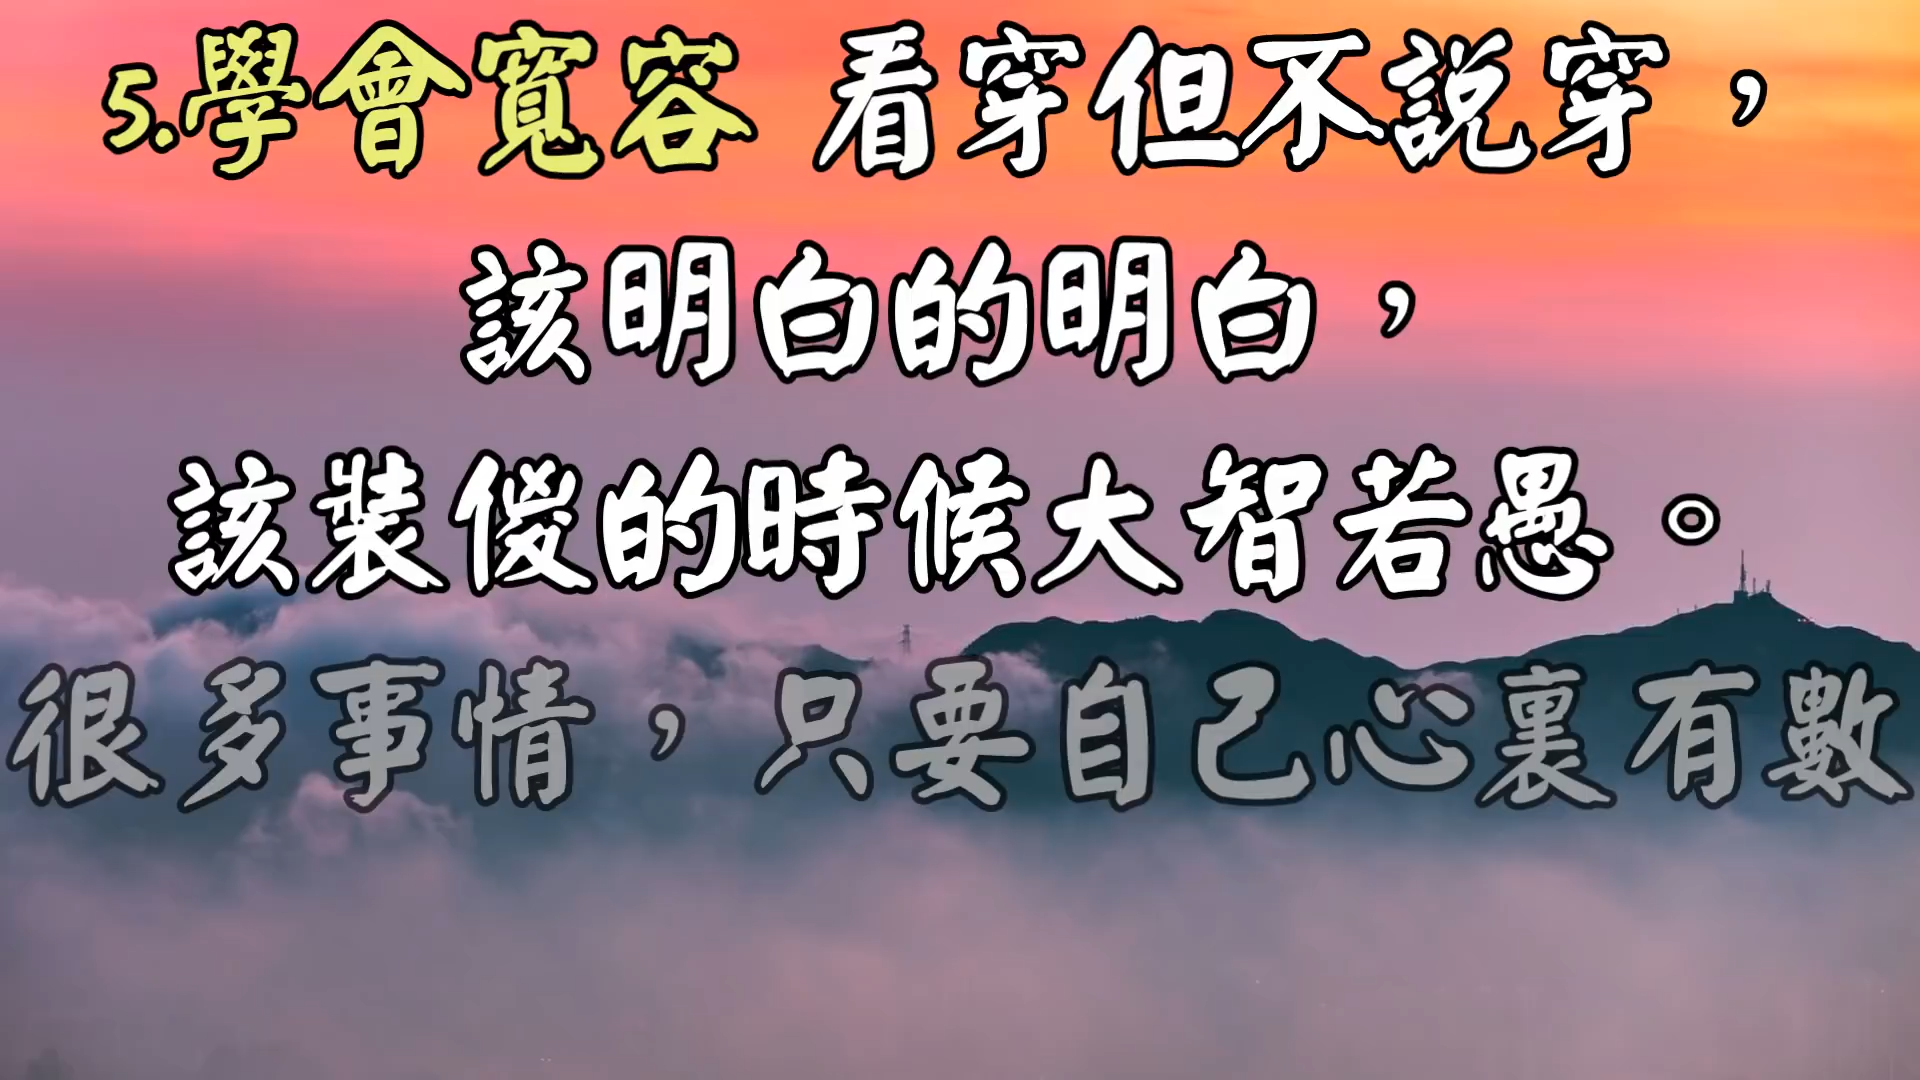 5.學會寬容 看穿但不說穿，
該明白的明白，
該裝傻的時候大智若愚。
很多事情，只要自己心裏有數